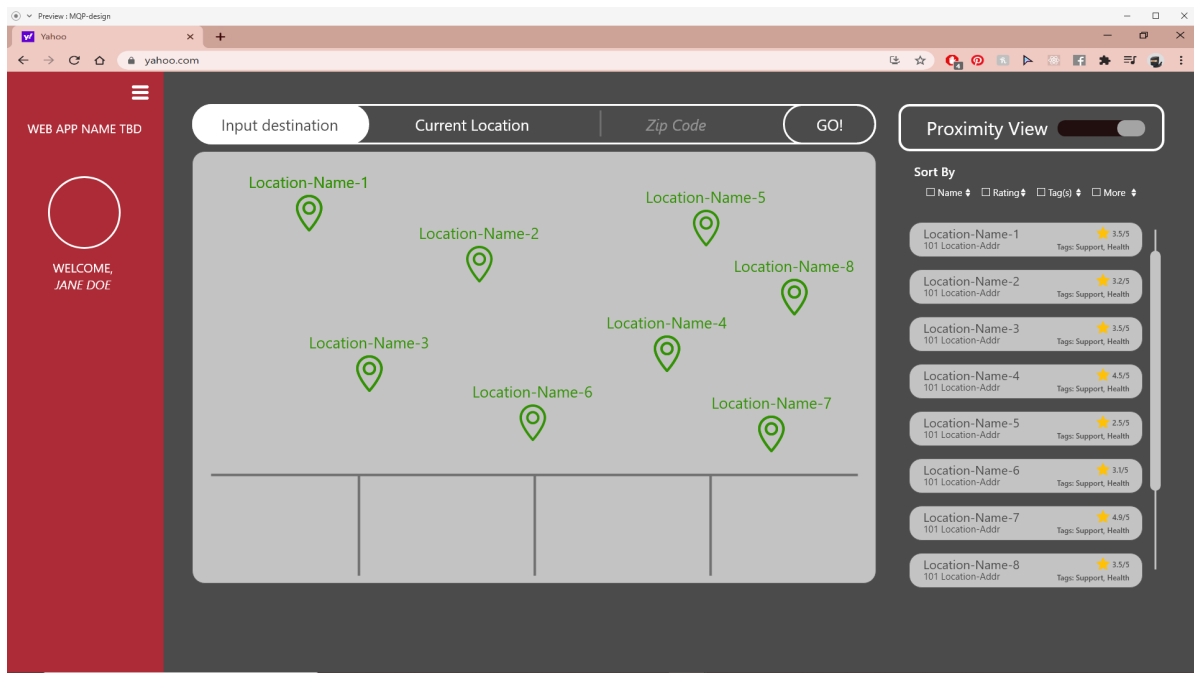 Preview : MQP-design
Yahoo
yahoo.com
4
WEB APP NAME TBD
WELCOME,
JANE DOE
Input destination
Current Location
Zip Code
GO!
Location-Name-1
Location-Name-5
Location-Name-2
Location-Name-8
Location-Name-4
Location-Name-3
Location-Name-6
Location-Name-7
Proximity View
Sort By
Name Rating Tag(s) More
Location-Name-1 3.5/5
101 Location-Addr Tags: Support, Health
Location-Name-2 3.2/5
101 Location-Addr Tags: Support, Health
Location-Name-3 3.5/5
101 Location-Addr Tags: Support, Health
Location-Name-4 4.5/5
101 Location-Addr Tags: Support, Health
Location-Name-5 2.5/5
101 Location-Addr Tags: Support, Health
Location-Name-6 3.1/5
101 Location-Addr Tags: Support, Health
Location-Name-7 4.9/5
101 Location-Addr Tags: Support, Health
Location-Name-8 3.5/5
101 Location-Addr Tags: Support, Health